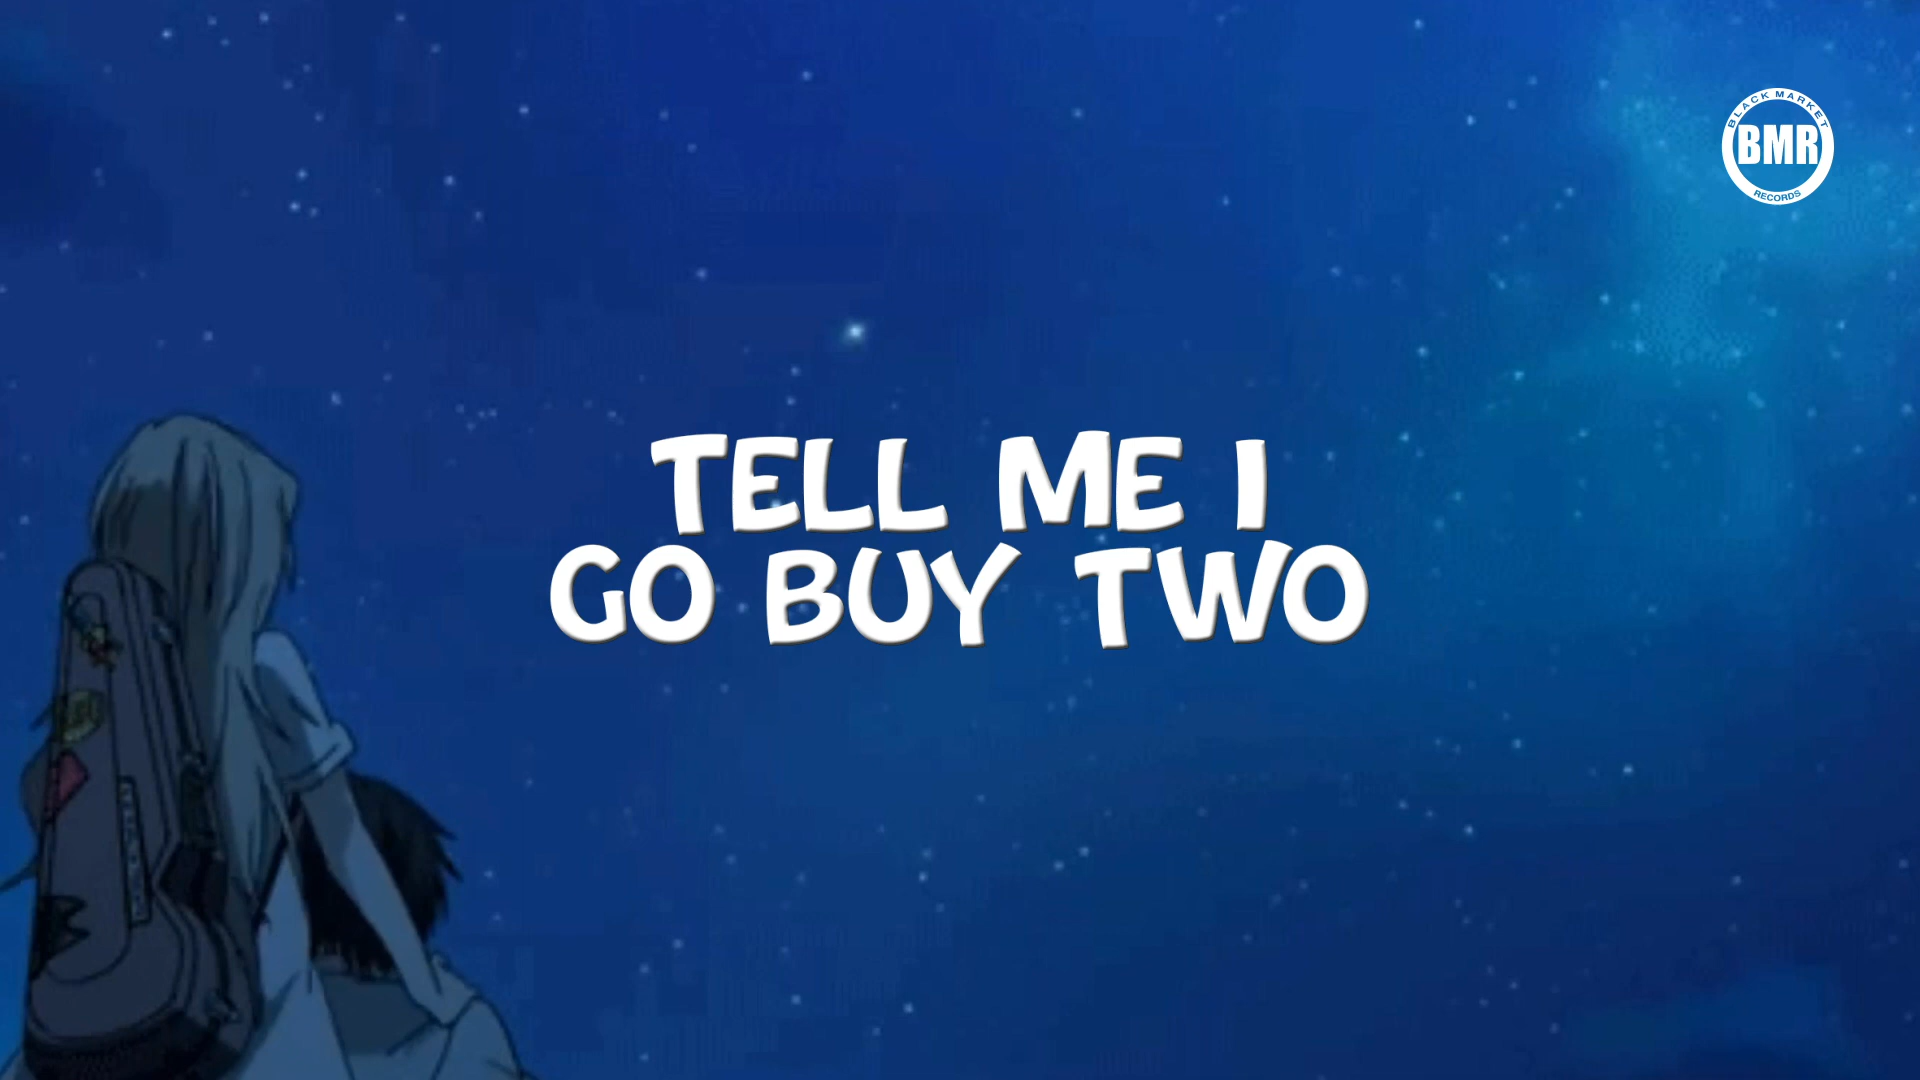 BLACK MARKET
BMR
RECORDS
TELL ME I
GO BUY TWO